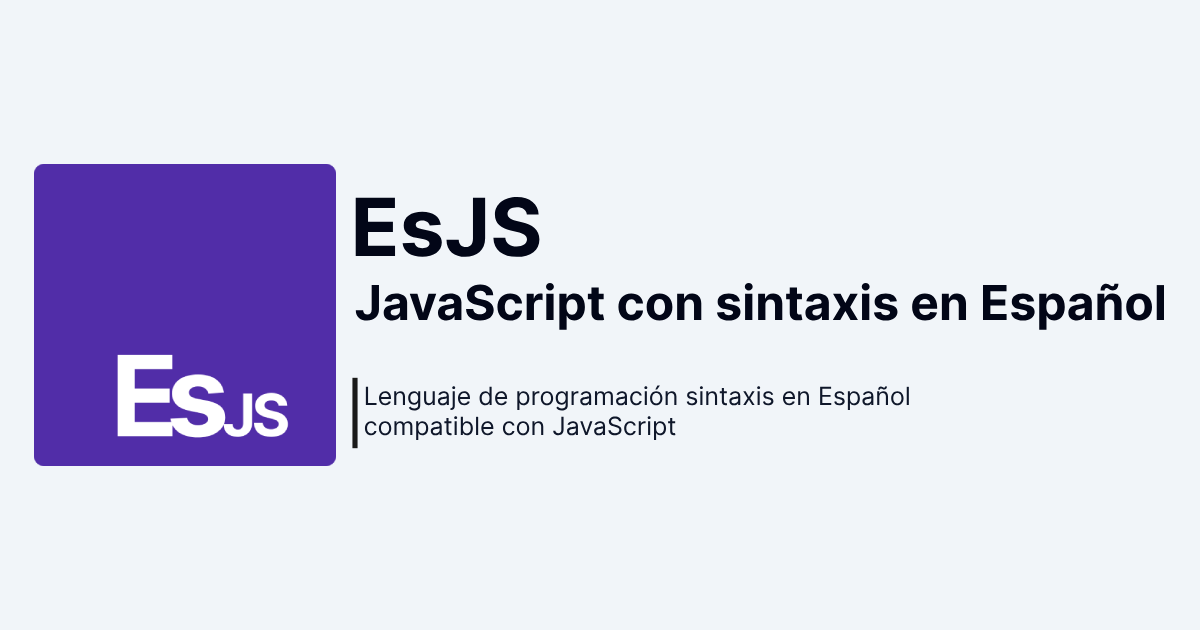 EsJS
EsJS
JavaScript con sintaxis en Español
Lenguaje de programación sintaxis en Español
compatible con JavaScript